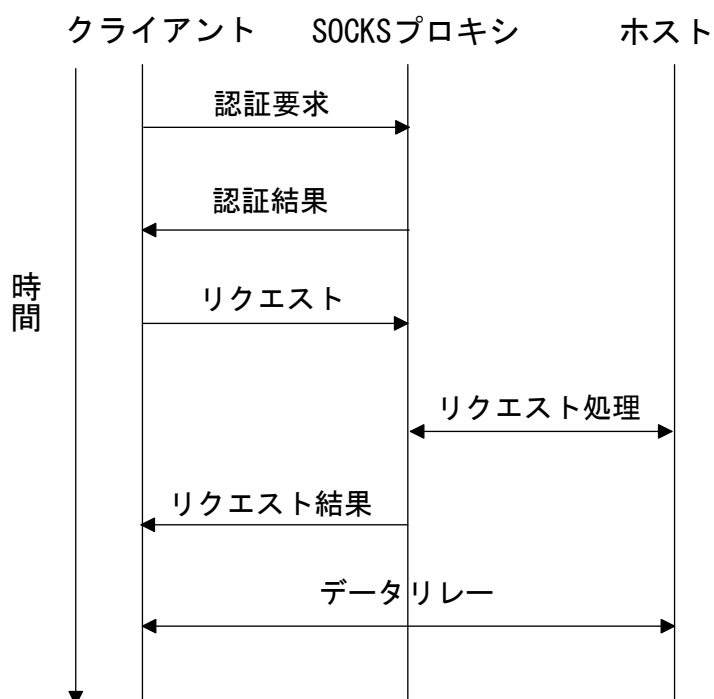 クライアント
SOCKSプロキシ
ホスト
認証要求
認証結果
時間
リクエスト
リクエスト処理
リクエスト結果
データリレー